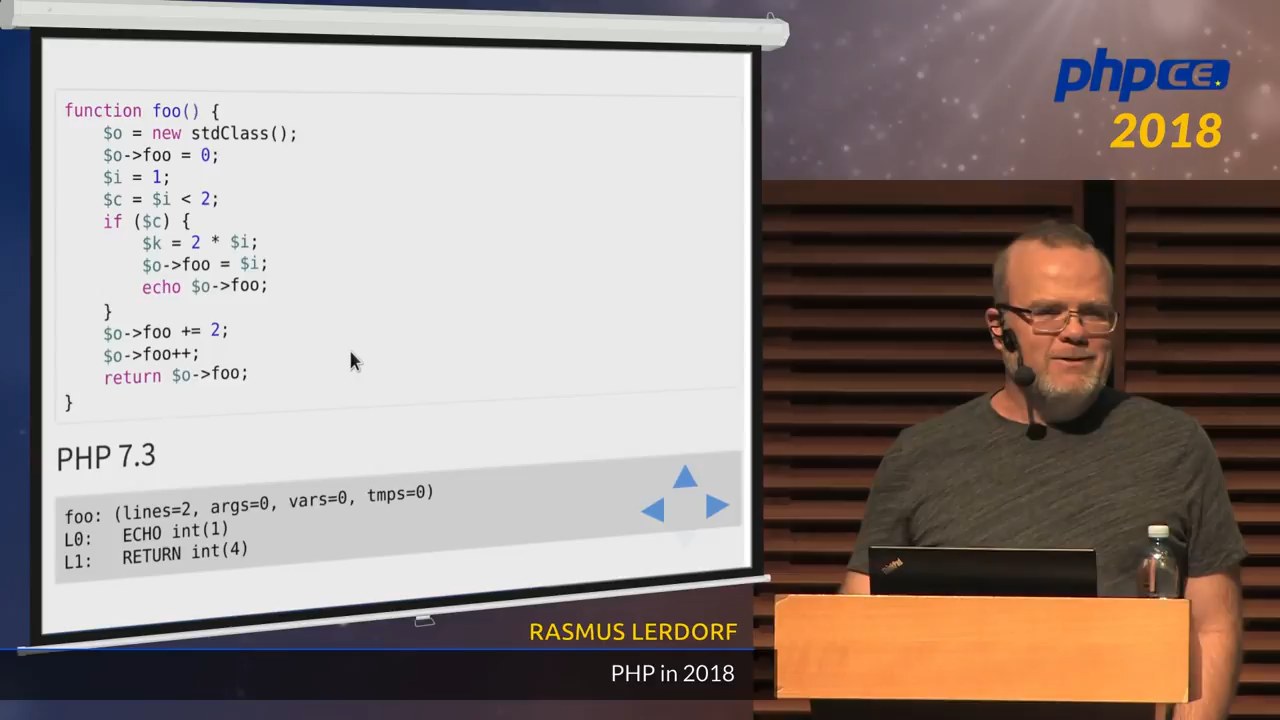 function foo() {
    $o = new stdClass();
    $o->foo = 0;
    $i = 1;
    $c = $i < 2;
    if ($c) {
        $k = 2 * $i;
        $o->foo = $i;
        echo $o->foo;
    }
    $o->foo += 2;
    $o->foo++;
    return $o->foo;
}
PHP 7.3
foo: (lines=2, args=0, vars=0, tmps=0)
L0:   ECHO int(1)
L1:   RETURN int(4)
phpCE.
2018
ThinkPad
RASMUS LERDORF
PHP in 2018